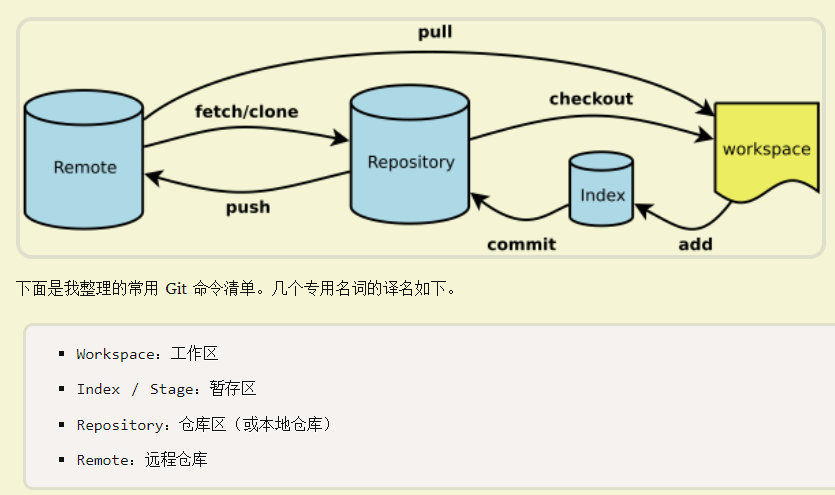 pull
fetch/clone
checkout
Remote
Repository
workspace
Index
push
commit
add
下面是我整理的常用 Git 命令清单。几个专用名词的译名如下。
Workspace：工作区
Index / Stage：暂存区
Repository：仓库区（或本地仓库）
Remote：远程仓库